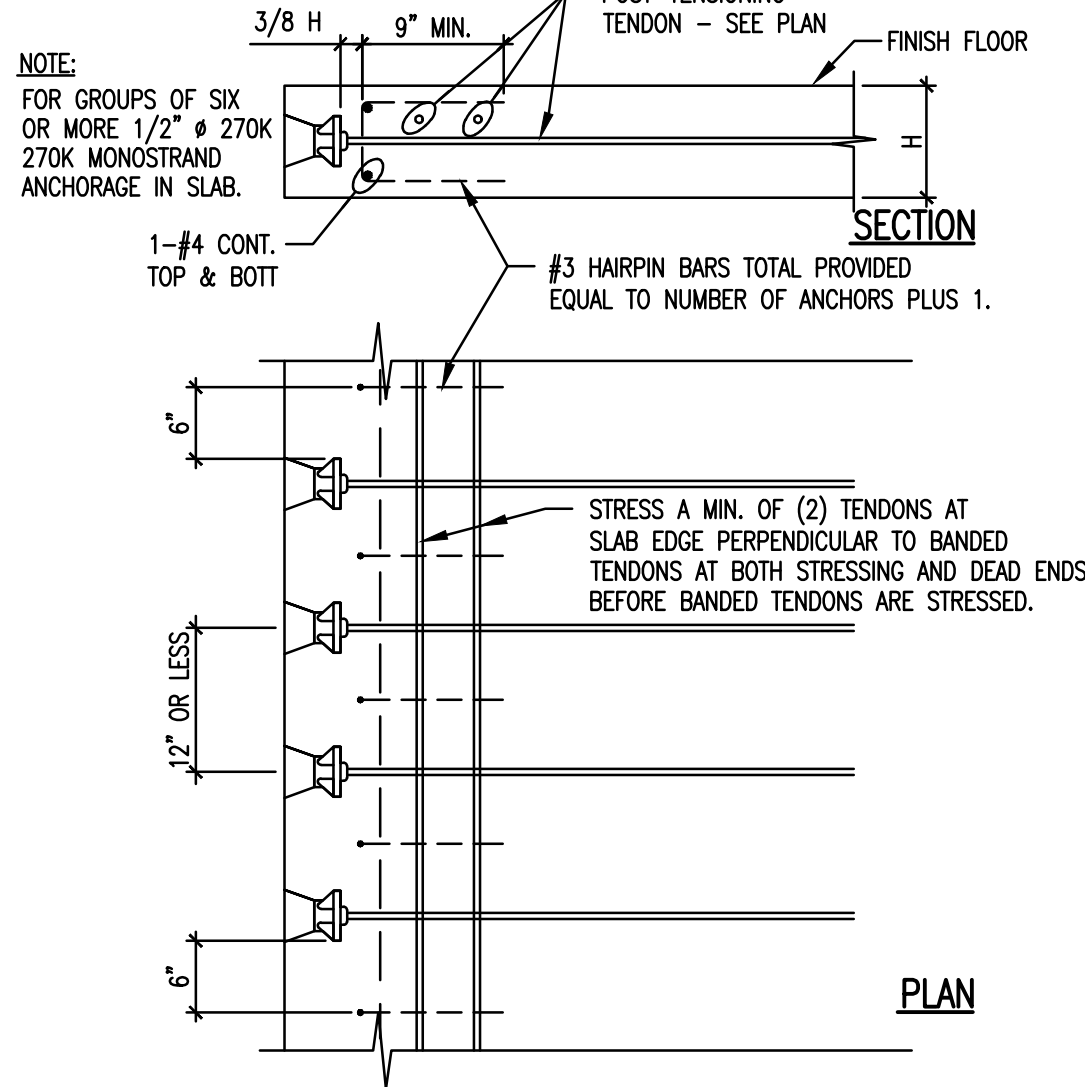 POST-TENSIONING
TENDON - SEE PLAN
3/8 H
9" MIN.
FINISH FLOOR
NOTE:
FOR GROUPS OF SIX
OR MORE 1/2" ø 270K
270K MONOSTRAND
ANCHORAGE IN SLAB.
H
SECTION
1-#4 CONT.
TOP & BOTT
#3 HAIRPIN BARS TOTAL PROVIDED
EQUAL TO NUMBER OF ANCHORS PLUS 1.
6"
STRESS A MIN. OF (2) TENDONS AT
SLAB EDGE PERPENDICULAR TO BANDED
TENDONS AT BOTH STRESSING AND DEAD ENDS
BEFORE BANDED TENDONS ARE STRESSED.
12" OR LESS
6"
PLAN